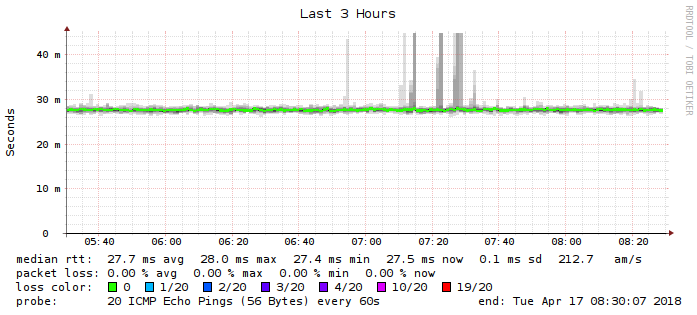 Last 3 Hours
RRDTOOL / TOBI OETIKER
Seconds
40 m
30 m
20 m
10 m
0
05:40 06:00 06:20 06:40 07:00 07:20 07:40 08:00 08:20
median rtt: 27.7 ms avg 28.0 ms max 27.4 ms min 27.5 ms now 0.1 ms sd 212.7 am/s
packet loss: 0.00 % avg 0.00 % max 0.00 % min 0.00 % now
loss color: 0 1/20 2/20 3/20 4/20 10/20 19/20
probe: 20 ICMP Echo Pings (56 Bytes) every 60s end: Tue Apr 17 08:30:07 2018